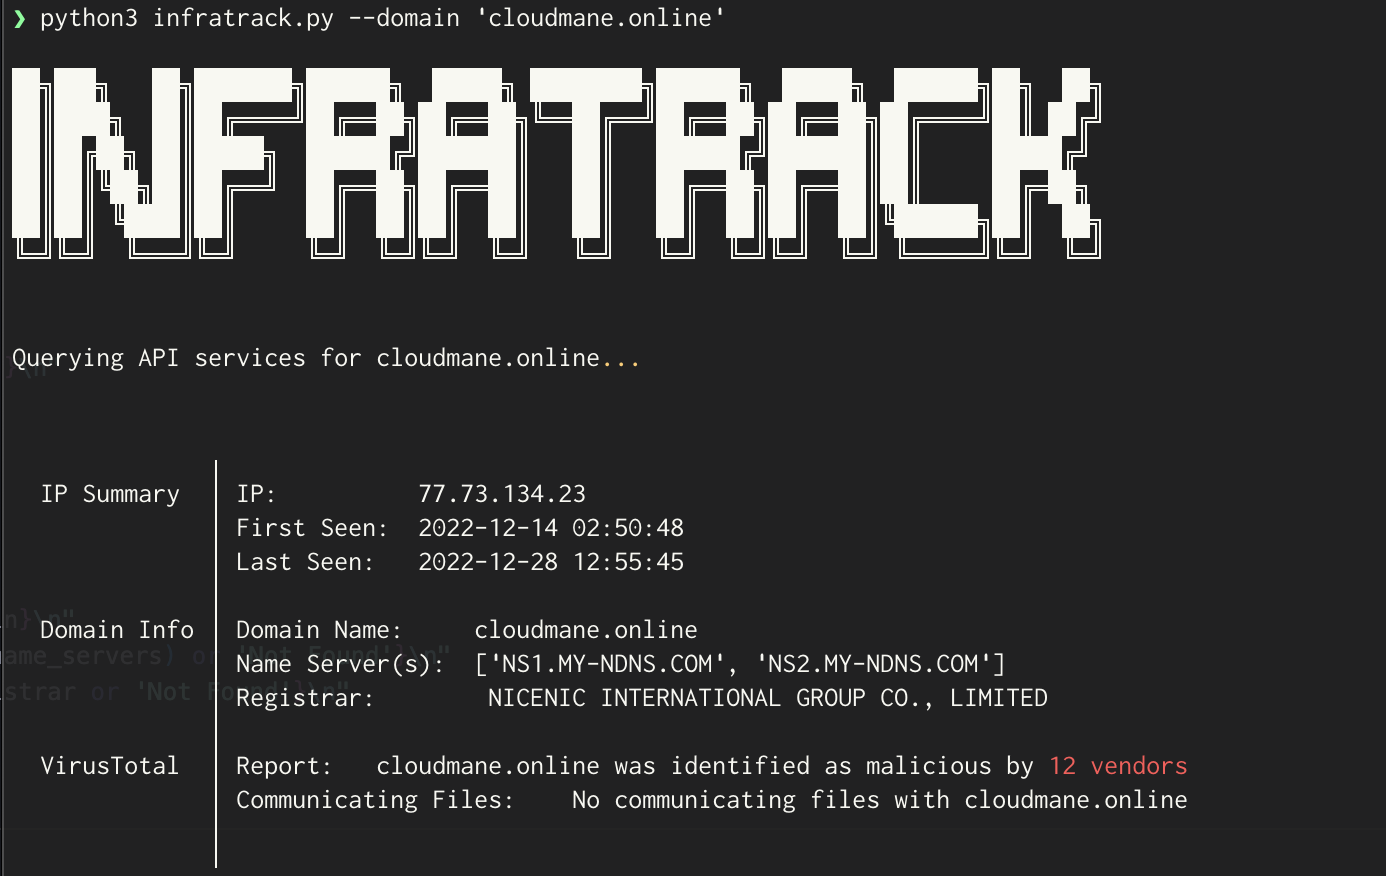 ❯ python3 infratrack.py --domain 'cloudmane.online'
INFRATRACK
Querying API services for cloudmane.online...
IP Summary IP: 77.73.134.23
First Seen: 2022-12-14 02:50:48
Last Seen: 2022-12-28 12:55:45
Domain Info Domain Name: cloudmane.online
Name Server(s): ['NS1.MY-NDNS.COM', 'NS2.MY-NDNS.COM']
Registrar: NICENIC INTERNATIONAL GROUP CO., LIMITED
VirusTotal Report: cloudmane.online was identified as malicious by 12 vendors
Communicating Files: No communicating files with cloudmane.online